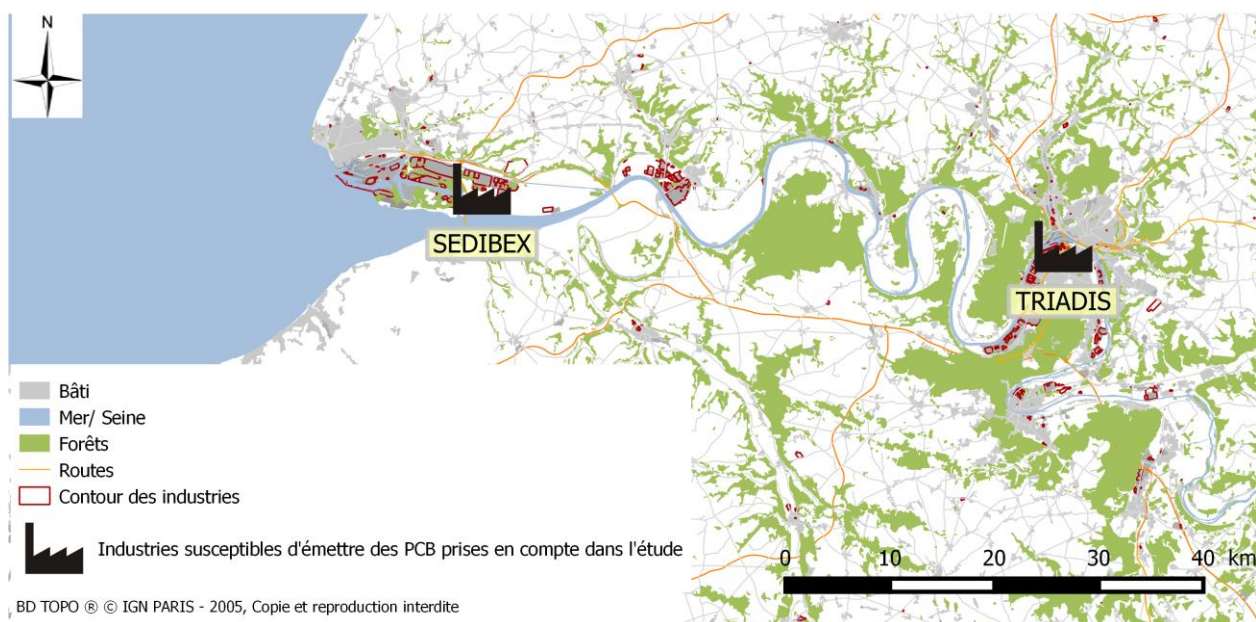 N
SEDIBEX
TRIADIS
Bâti
Mer/ Seine
Forêts
Routes
Contour des industries
Industries susceptibles d'émettre des PCB prises en compte dans l'étude
0 10 20 30 40 km
BD TOPO ® © IGN PARIS - 2005, Copie et reproduction interdite